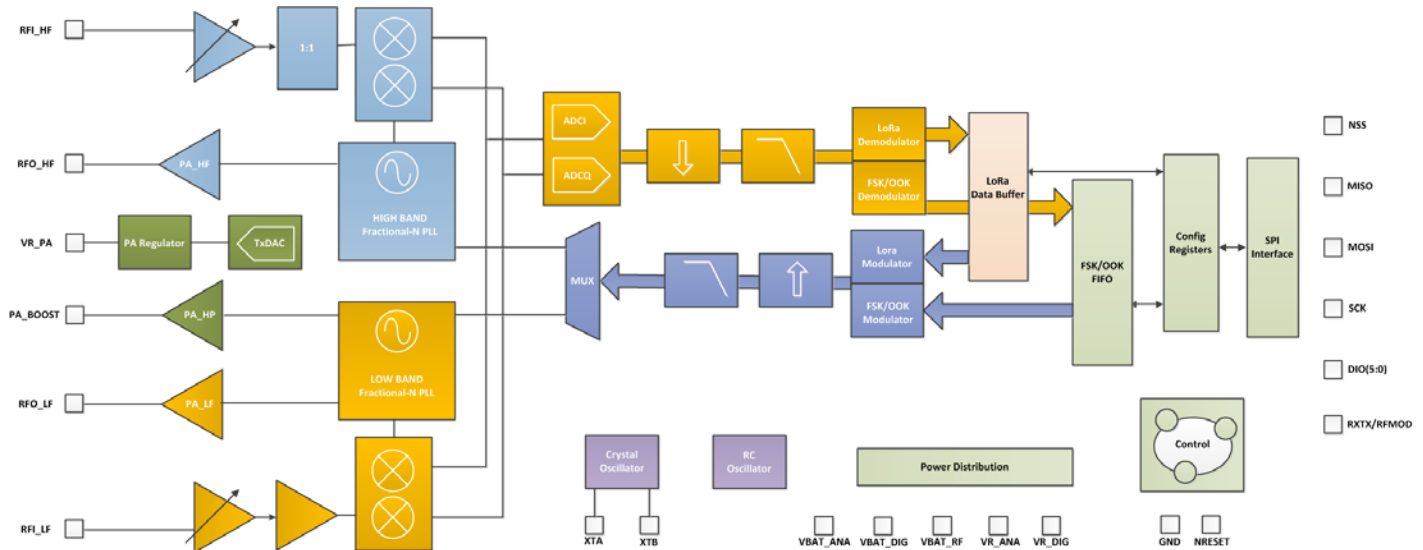 RFI_HF
1:1
RFO_HF
PA_HF
HIGH BAND
Fractional-N PLL
VR_PA
PA Regulator
TxDAC
PA_BOOST
PA_HP
LOW BAND
Fractional-N PLL
RFO_LF
PA_LF
RFI_LF
ADCI
ADCQ
MUX
LoRa
Demodulator
FSK/OOK
Demodulator
Lora
Modulator
FSK/OOK
Modulator
LoRa
Data Buffer
FSK/OOK
FIFO
Config
Registers
SPI
Interface
NSS
MISO
MOSI
SCK
DIO(5:0)
RXTX/RFMOD
Crystal
Oscillator
XTA
XTB
RC
Oscillator
Power Distribution
VBAT_ANA
VBAT_DIG
VBAT_RF
VR_ANA
VR_DIG
Control
GND
NRESET